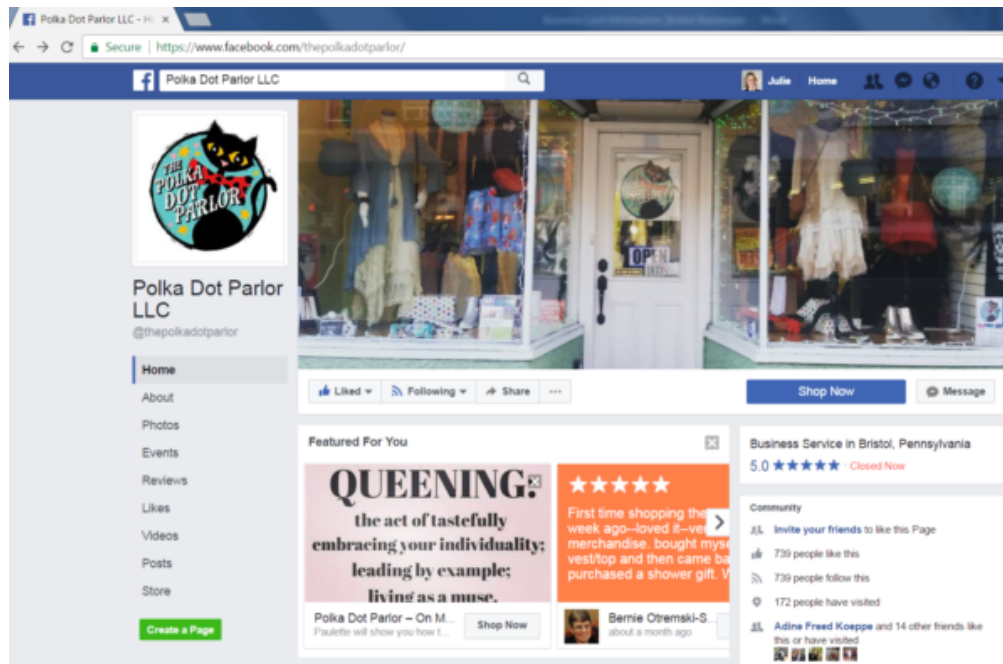 Polka Dot Parlor LLC - H
Secure | https://www.facebook.com/thepolkadotparlor/
Polka Dot Parlor LLC
Julie Home
THE
POLKA
DOT
PARLOR
OPEN
Polka Dot Parlor
LLC
@thepolkadotparlor
Home
About
Photos
Events
Reviews
Likes
Videos
Posts
Store
Create a Page
Liked Following Share ...
Shop Now Message
Featured For You
QUEENING:
the act of tastefully
embracing your individuality;
leading by example;
living as a muse.
Polka Dot Parlor – On M...
Paulette will show you how t...
Shop Now
First time shopping the
week ago--loved it--ve
merchandise. bought myse
vest/top and then came ba
purchased a shower gift. W
Bernie Otremski-S...
about a month ago
Business Service in Bristol, Pennsylvania
5.0 ★★★★★ · Closed Now
Community
Invite your friends to like this Page
739 people like this
739 people follow this
172 people have visited
Adine Freed Koeppe and 14 other friends like
this or have visited